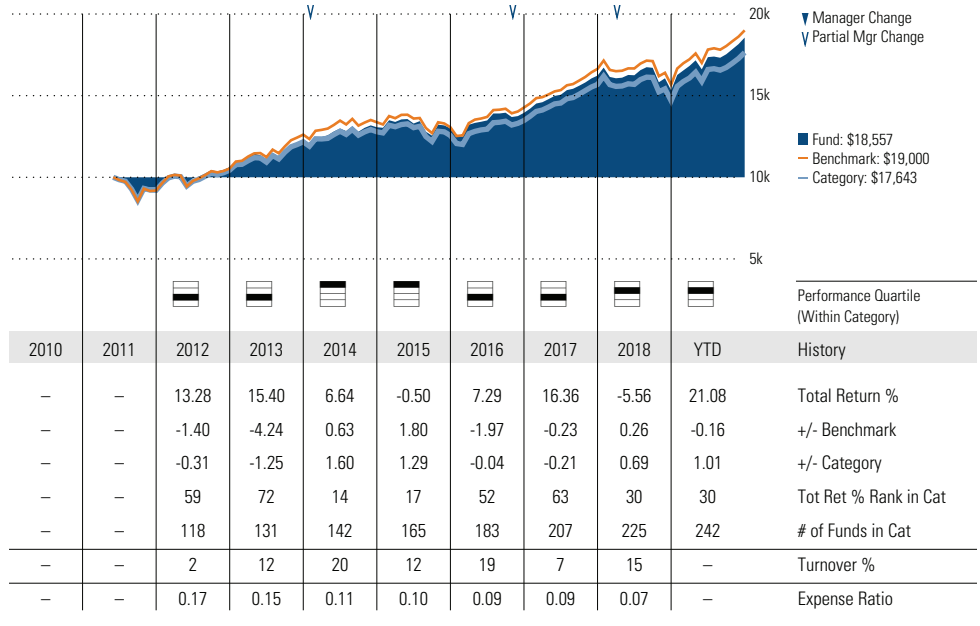 20k
▼ Manager Change
V Partial Mgr Change
15k
Fund: $18,557
Benchmark: $19,000
Category: $17,643
10k
5k
Performance Quartile
(Within Category)
2010 2011 2012 2013 2014 2015 2016 2017 2018 YTD History
– – 13.28 15.40 6.64 -0.50 7.29 16.36 -5.56 21.08 Total Return %
– – -1.40 -4.24 0.63 1.80 -1.97 -0.23 0.26 -0.16 +/- Benchmark
– – -0.31 -1.25 1.60 1.29 -0.04 -0.21 0.69 1.01 +/- Category
– – 59 72 14 17 52 63 30 30 Tot Ret % Rank in Cat
– – 118 131 142 165 183 207 225 242 # of Funds in Cat
– – 2 12 20 12 19 7 15 – Turnover %
– – 0.17 0.15 0.11 0.10 0.09 0.09 0.07 – Expense Ratio